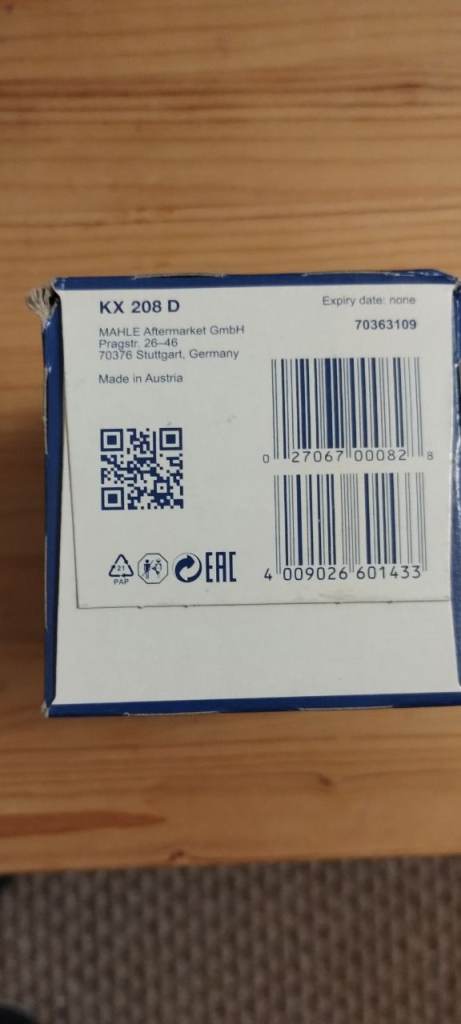 KX 208 D
Expiry date: none
MAHLE Aftermarket GmbH
Pragstr. 26–46
70376 Stuttgart, Germany
70363109
Made in Austria
0 27067 00082 8
21
PAP
EAC
4 009026 601433